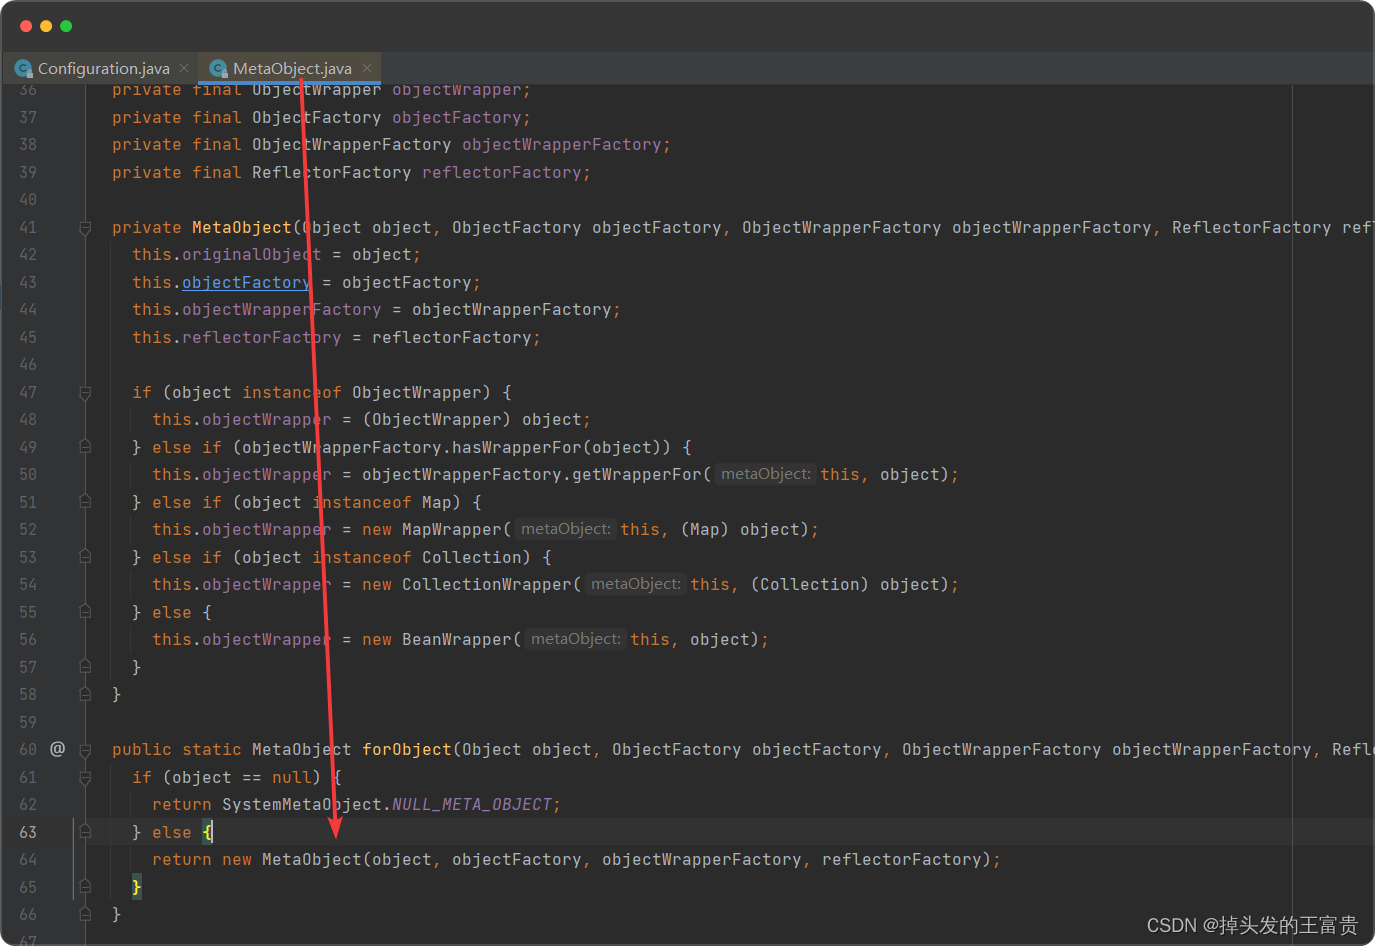 Configuration.java
MetaObject.java
36 private final ObjectWrapper objectWrapper;
37 private final ObjectFactory objectFactory;
38 private final ObjectWrapperFactory objectWrapperFactory;
39 private final ReflectorFactory reflectorFactory;
40
41 private MetaObject(Object object, ObjectFactory objectFactory, ObjectWrapperFactory objectWrapperFactory, ReflectorFactory refl
42 this.originalObject = object;
43 this.objectFactory = objectFactory;
44 this.objectWrapperFactory = objectWrapperFactory;
45 this.reflectorFactory = reflectorFactory;
46
47 if (object instanceof ObjectWrapper) {
48 this.objectWrapper = (ObjectWrapper) object;
49 } else if (objectWrapperFactory.hasWrapperFor(object)) {
50 this.objectWrapper = objectWrapperFactory.getWrapperFor( metaObject: this, object);
51 } else if (object instanceof Map) {
52 this.objectWrapper = new MapWrapper( metaObject: this, (Map) object);
53 } else if (object instanceof Collection) {
54 this.objectWrapper = new CollectionWrapper( metaObject: this, (Collection) object);
55 } else {
56 this.objectWrapper = new BeanWrapper( metaObject: this, object);
57 }
58 }
59
60 @ public static MetaObject forObject(Object object, ObjectFactory objectFactory, ObjectWrapperFactory objectWrapperFactory, Refle
61 if (object == null) {
62 return SystemMetaObject.NULL_META_OBJECT;
63 } else {
64 return new MetaObject(object, objectFactory, objectWrapperFactory, reflectorFactory);
65 }
66 }
67
CSDN @掉头发的王富贵